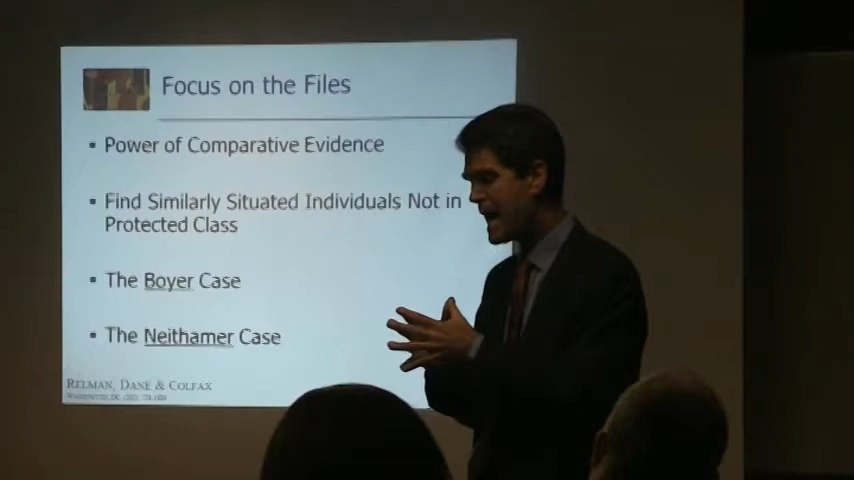 Focus on the Files
▪ Power of Comparative Evidence
▪ Find Similarly Situated Individuals Not in
Protected Class
▪ The Boyer Case
▪ The Neithamer Case
RELMAN, DANE & COLFAX